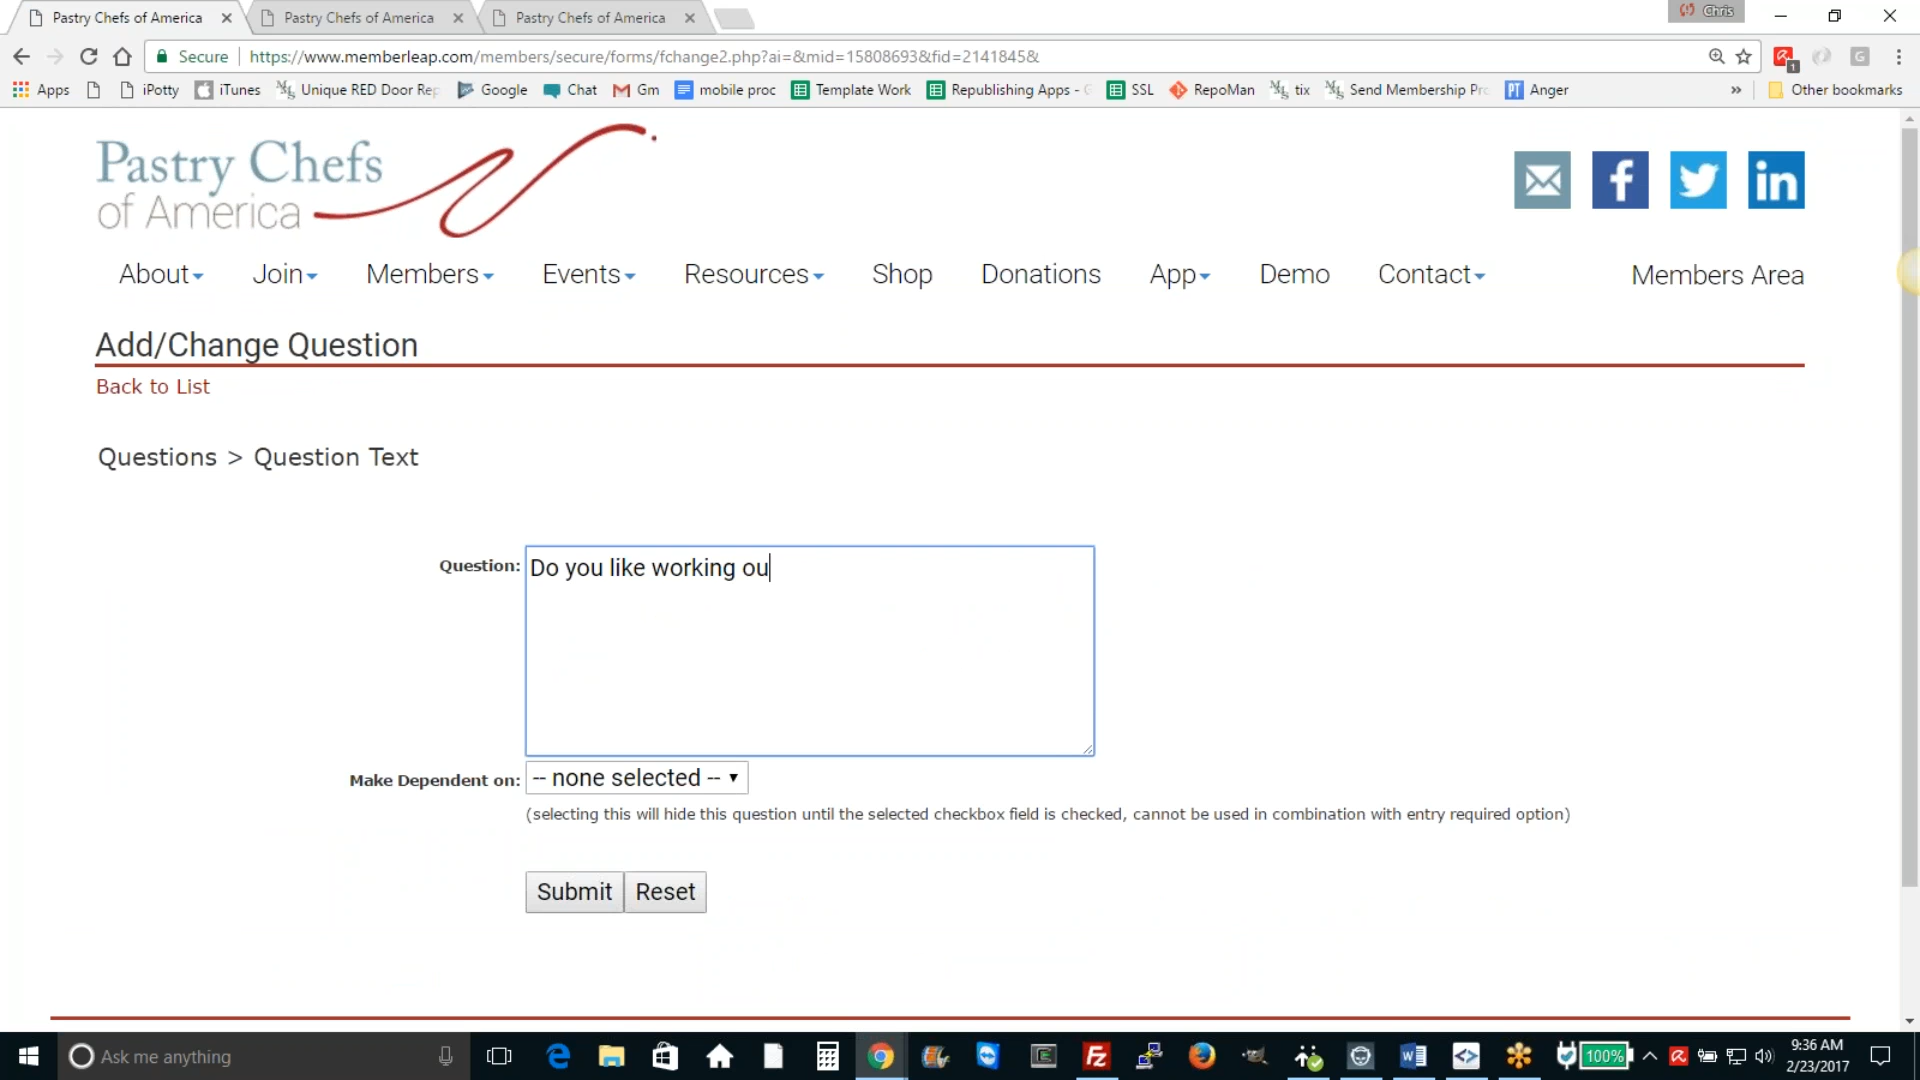 Pastry Chefs of America
Pastry Chefs of America
Pastry Chefs of America
Chris
Secure
https://www.memberleap.com/members/secure/forms/fchange2.php?ai=&mid=15808693&fid=2141845&
1
Apps
iPotty
iTunes
Unique RED Door Rep
Google
Chat
Gm
mobile proc
Template Work
Republishing Apps - G
SSL
RepoMan
tix
Send Membership Pro
Anger
Other bookmarks
Pastry Chefs
of America
About
Join
Members
Events
Resources
Shop
Donations
App
Demo
Contact
Members Area
Add/Change Question
Back to List
Questions > Question Text
Question:
Do you like working ou
Make Dependent on:
-- none selected --
(selecting this will hide this question until the selected checkbox field is checked, cannot be used in combination with entry required option)
Submit
Reset
Ask me anything
100%
9:36 AM
2/23/2017